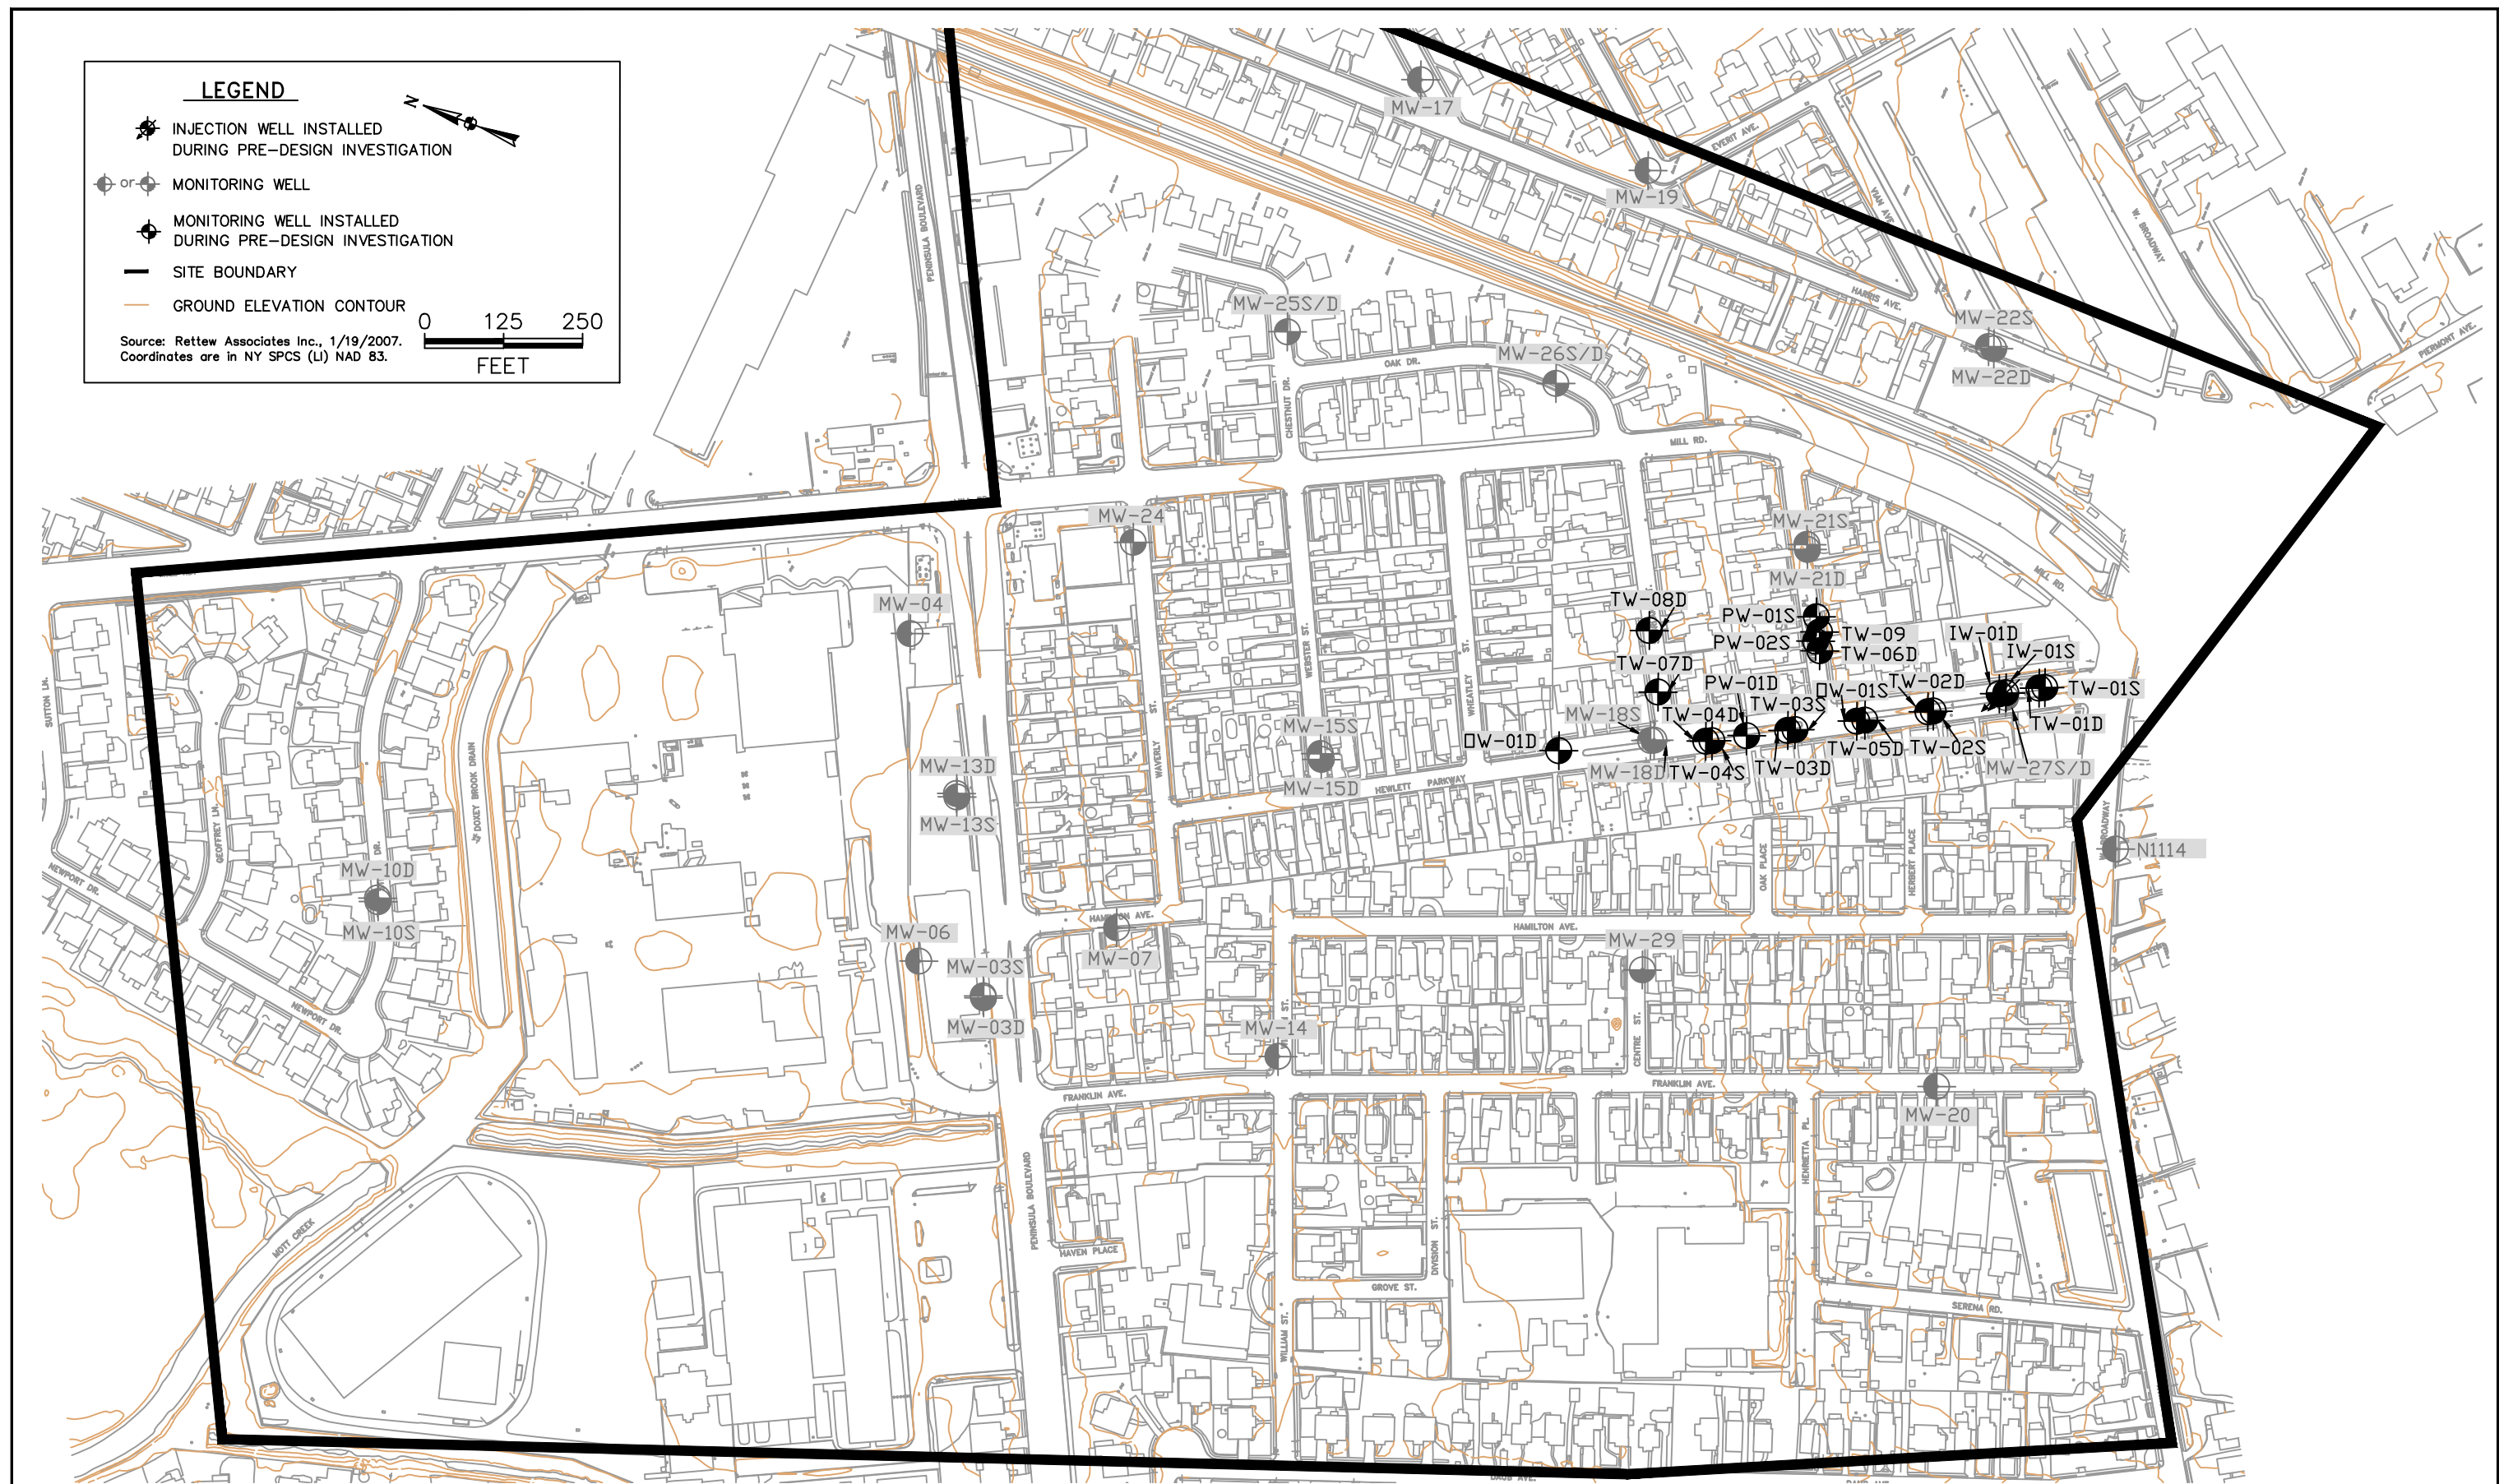 LEGEND
N
INJECTION WELL INSTALLED
DURING PRE-DESIGN INVESTIGATION
or
MONITORING WELL
MONITORING WELL INSTALLED
DURING PRE-DESIGN INVESTIGATION
SITE BOUNDARY
GROUND ELEVATION CONTOUR
0 125 250
FEET
Source: Rettew Associates Inc., 1/19/2007.
Coordinates are in NY SPCS (LI) NAD 83.
MW-17
EVERIT AVE.
MW-19
VIAN AVE.
W. BROADWAY
PENINSULA BOULEVARD
HARRIS AVE.
MW-22S
MW-22D
PIERMONT AVE.
MW-25S/D
MW-26S/D
OAK DR.
CHESTNUT DR.
MILL RD.
MW-24
MW-21S
MW-21D
MILL RD.
MW-04
TW-08D
PW-01S
TW-09
PW-02S
TW-06D
IW-01D
IW-01S
WEBSTER ST.
WHEATLEY ST.
TW-07D
PW-01D
TW-02D
OW-01S
TW-01S
TW-01D
SUTTON LN.
WAVERLY ST.
MW-15S
MW-15D
MW-18S
TW-04D
TW-03S
OW-01D
MW-18D
TW-04S
TW-03D
TW-05D
TW-02S
MW-27S/D
HEWLETT PARKWAY
MW-13D
MW-13S
DOXEY BROOK DRAIN
GEOFFREY LN.
DR.
MW-10D
MW-10S
NEWPORT DR.
NEWPORT DR.
OAK PLACE
HERBERT PLACE
BROADWAY
N1114
HAMILTON AVE.
HAMILTON AVE.
MW-06
MW-07
MW-29
MW-03S
MW-03D
MW-14
CENTRE ST.
FRANKLIN AVE.
FRANKLIN AVE.
MW-20
HENRIETTA PL.
PENINSULA BOULEVARD
MOTT CREEK
HAVEN PLACE
DIVISION ST.
GROVE ST.
WILLIAM ST.
SERENA RD.
DAUB AVE.